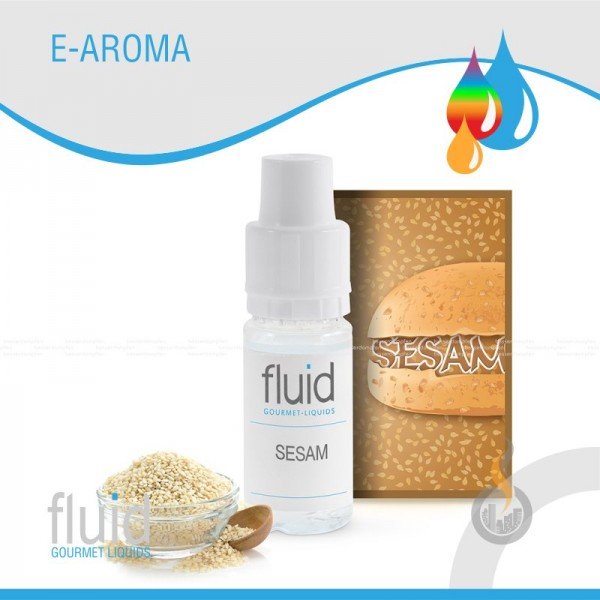 E-AROMA
SESAM
fluid
GOURMET-LIQUIDS
SESAM
fluid
GOURMET LIQUIDS